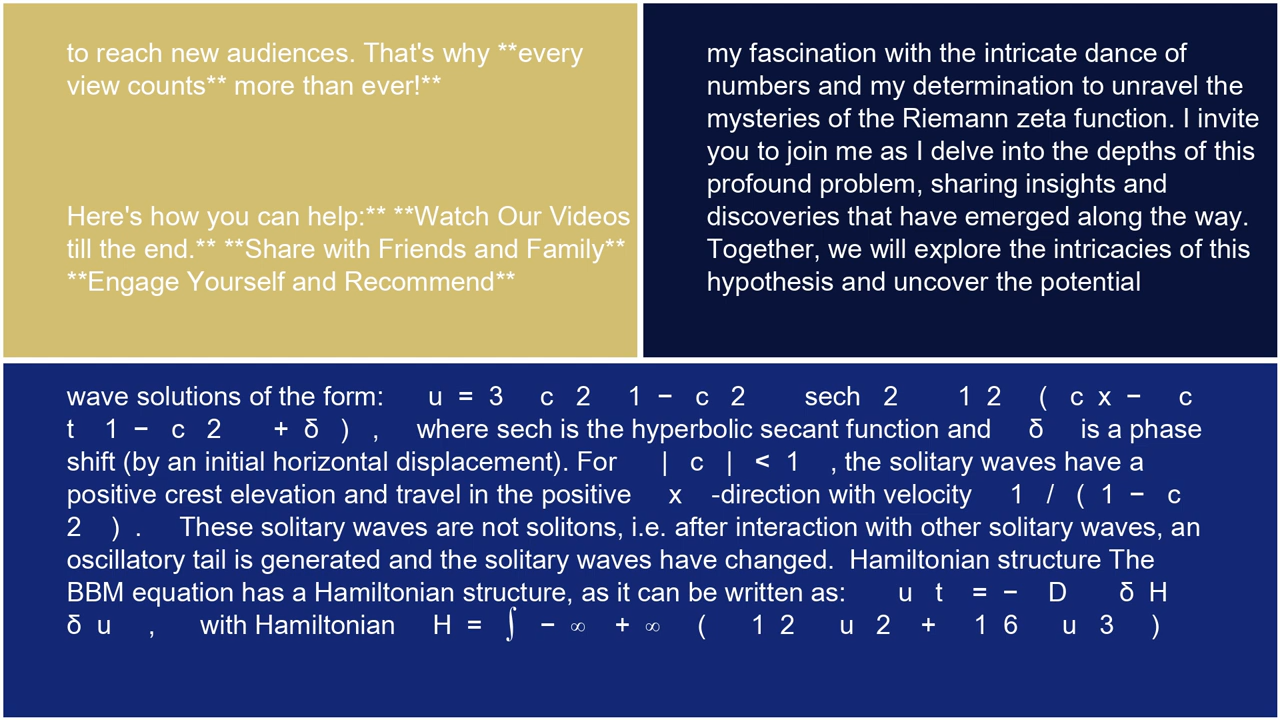 to reach new audiences. That's why **every
view counts** more than ever!**
Here's how you can help:** **Watch Our Videos
till the end.** **Share with Friends and Family**
**Engage Yourself and Recommend**
my fascination with the intricate dance of
numbers and my determination to unravel the
mysteries of the Riemann zeta function. I invite
you to join me as I delve into the depths of this
profound problem, sharing insights and
discoveries that have emerged along the way.
Together, we will explore the intricacies of this
hypothesis and uncover the potential
wave solutions of the form: u = 3 c 2 1 − c 2 sech 2 1 2 ( c x − c
t 1 − c 2 + δ ) , where sech is the hyperbolic secant function and δ is a phase
shift (by an initial horizontal displacement). For | c | < 1 , the solitary waves have a
positive crest elevation and travel in the positive x -direction with velocity 1 / ( 1 − c
2 ) . These solitary waves are not solitons, i.e. after interaction with other solitary waves, an
oscillatory tail is generated and the solitary waves have changed. Hamiltonian structure The
BBM equation has a Hamiltonian structure, as it can be written as: u t = − D δ H
δ u , with Hamiltonian H = ∫ − ∞ + ∞ ( 1 2 u 2 + 1 6 u 3 )